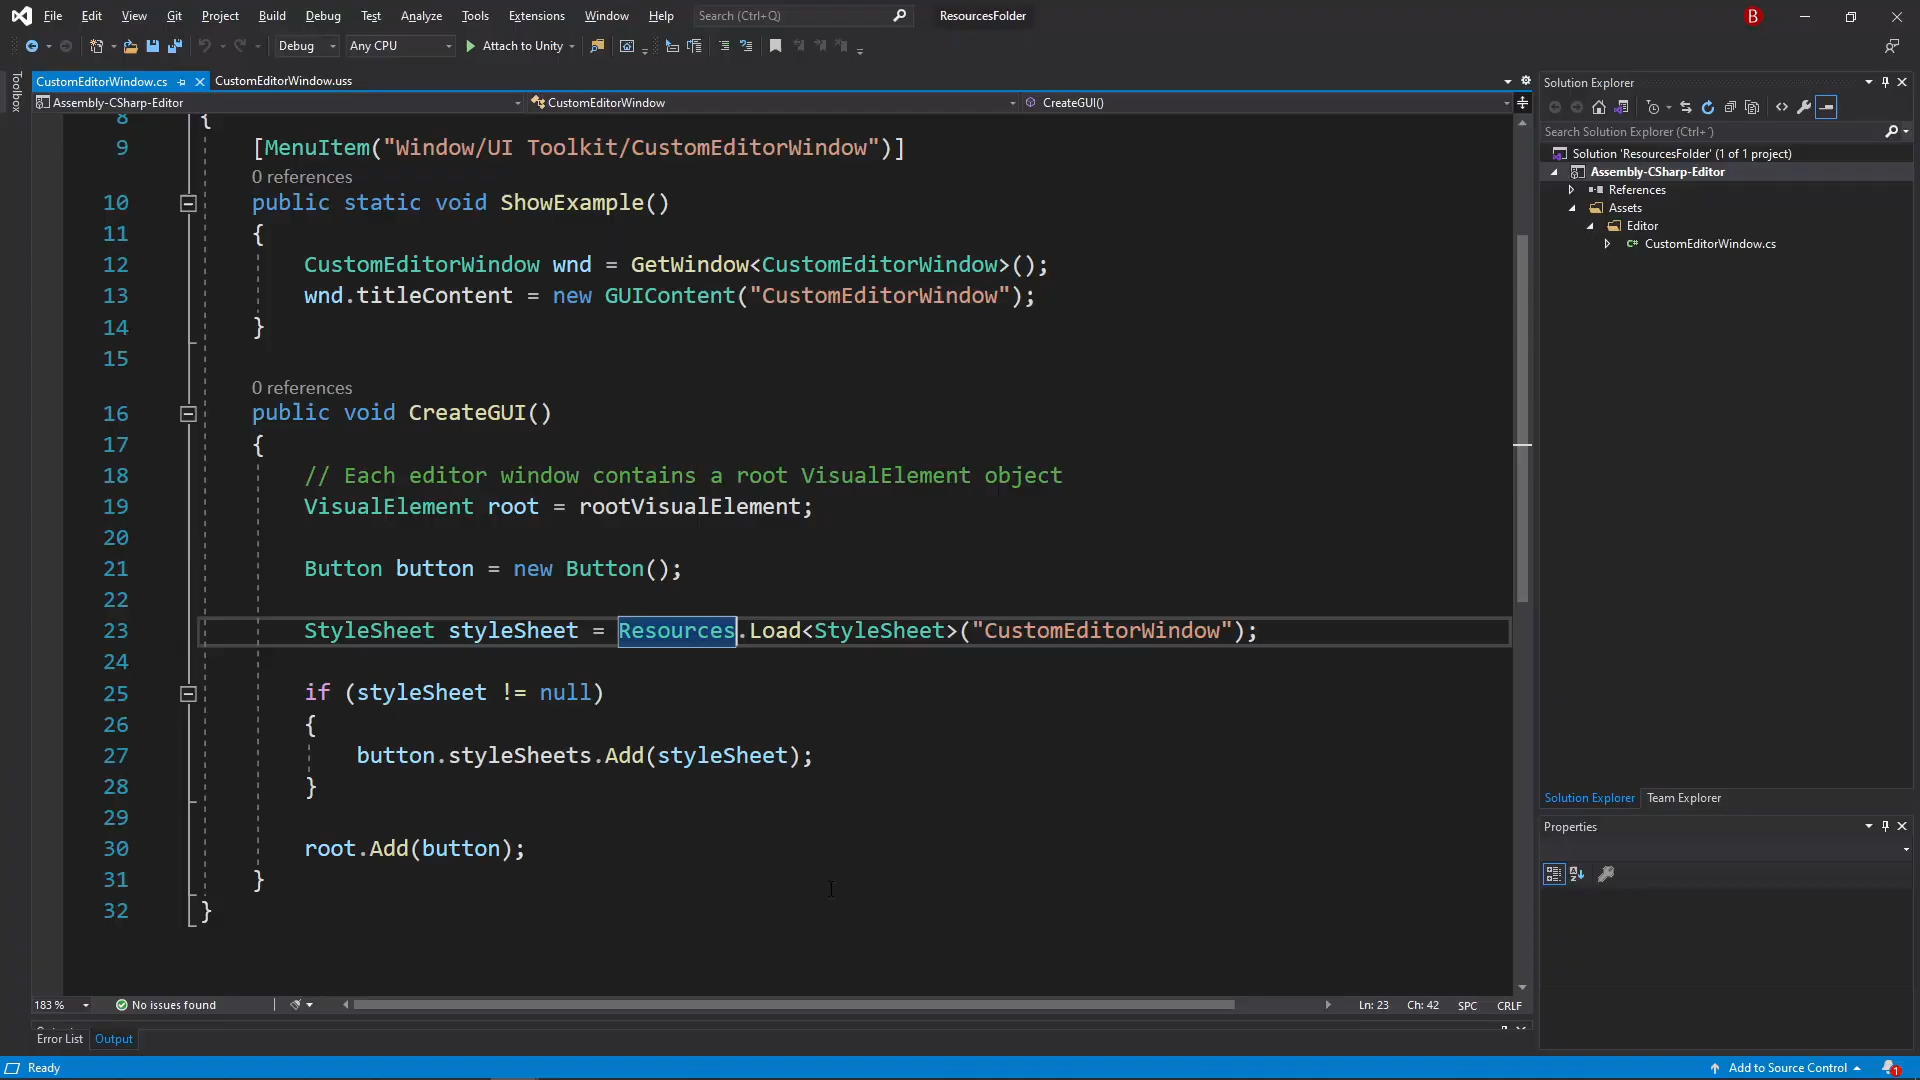 File Edit View Git Project Build Debug Test Analyze Tools Extensions Window Help Search (Ctrl+Q) ResourcesFolder B
Debug Any CPU Attach to Unity
Toolbox
CustomEditorWindow.cs CustomEditorWindow.uss
Assembly-CSharp-Editor CustomEditorWindow CreateGUI()
8 {
9 [MenuItem("Window/UI Toolkit/CustomEditorWindow")]
0 references
10 public static void ShowExample()
11 {
12 CustomEditorWindow wnd = GetWindow<CustomEditorWindow>();
13 wnd.titleContent = new GUIContent("CustomEditorWindow");
14 }
15
0 references
16 public void CreateGUI()
17 {
18 // Each editor window contains a root VisualElement object
19 VisualElement root = rootVisualElement;
20
21 Button button = new Button();
22
23 StyleSheet styleSheet = Resources.Load<StyleSheet>("CustomEditorWindow");
24
25 if (styleSheet != null)
26 {
27 button.styleSheets.Add(styleSheet);
28 }
29
30 root.Add(button);
31 }
32 }
183 % No issues found Ln: 23 Ch: 42 SPC CRLF
Error List Output
Ready
Solution Explorer
Search Solution Explorer (Ctrl+¨)
Solution 'ResourcesFolder' (1 of 1 project)
Assembly-CSharp-Editor
References
Assets
Editor
C# CustomEditorWindow.cs
Solution Explorer Team Explorer
Properties
Add to Source Control 1